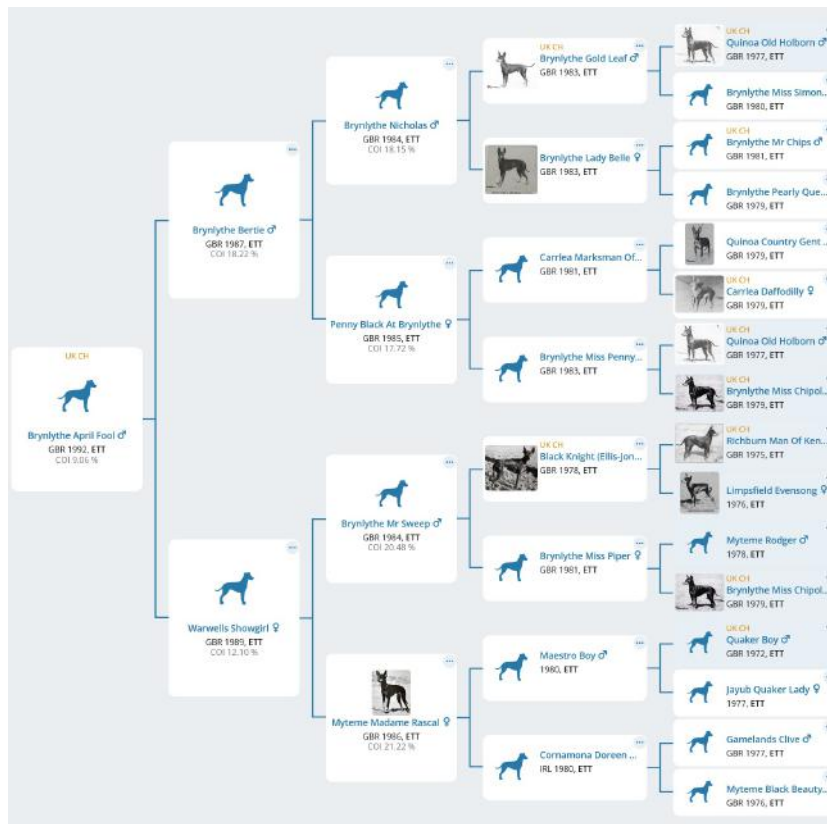 UK CH
Brynlythe April Fool ♂
GBR 1992, ETT
COI 9.06 %
Brynlythe Bertie ♂
GBR 1987, ETT
COI 18.22 %
Warwells Showgirl ♀
GBR 1989, ETT
COI 12.10 %
Brynlythe Nicholas ♂
GBR 1984, ETT
COI 18.15 %
Penny Black At Brynlythe ♀
GBR 1985, ETT
COI 17.72 %
Brynlythe Mr Sweep ♂
GBR 1984, ETT
COI 20.48 %
Myteme Madame Rascal ♀
GBR 1986, ETT
COI 21.22 %
UK CH
Brynlythe Gold Leaf ♂
GBR 1983, ETT
Brynlythe Lady Belle ♀
GBR 1983, ETT
Carrlea Marksman Of...
GBR 1981, ETT
Brynlythe Miss Penny...
GBR 1983, ETT
UK CH
Black Knight (Ellis-Jon...
GBR 1978, ETT
Brynlythe Miss Piper ♀
GBR 1981, ETT
Maestro Boy ♂
1980, ETT
Cornamona Doreen ...
IRL 1980, ETT
UK CH
Quinoa Old Holborn ♂
GBR 1977, ETT
Brynlythe Miss Simon...
GBR 1980, ETT
UK CH
Brynlythe Mr Chips ♂
GBR 1981, ETT
Brynlythe Pearly Que...
GBR 1979, ETT
Quinoa Country Gent ...
GBR 1979, ETT
UK CH
Carrlea Daffodilly ♀
GBR 1979, ETT
UK CH
Quinoa Old Holborn ♂
GBR 1977, ETT
UK CH
Brynlythe Miss Chipol...
GBR 1979, ETT
UK CH
Richburn Man Of Ken...
GBR 1975, ETT
Limpsfield Evensong ♀
1976, ETT
Myteme Rodger ♂
1978, ETT
UK CH
Brynlythe Miss Chipol...
GBR 1979, ETT
UK CH
Quaker Boy ♂
GBR 1972, ETT
Jayub Quaker Lady ♀
1977, ETT
Gamelands Clive ♂
GBR 1977, ETT
Myteme Black Beauty...
GBR 1976, ETT